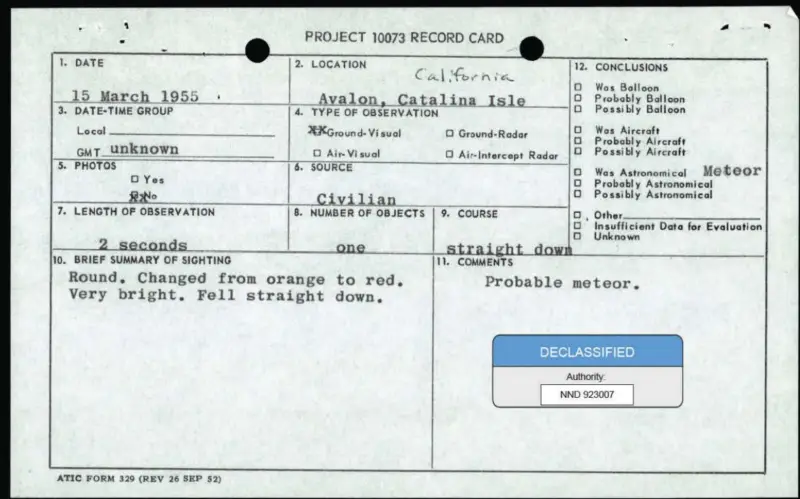 PROJECT 10073 RECORD CARD
1. DATE
15 March 1955
2. LOCATION
California
Avalon, Catalina Isle
12. CONCLUSIONS
Was Balloon
Probably Balloon
Possibly Balloon
Was Aircraft
Probably Aircraft
Possibly Aircraft
Was Astronomical Meteor
Probably Astronomical
Possibly Astronomical
Other
Insufficient Data for Evaluation
Unknown
3. DATE-TIME GROUP
Local
GMT unknown
4. TYPE OF OBSERVATION
XX Ground-Visual
Ground-Radar
Air-Visual
Air-Intercept Radar
5. PHOTOS
Yes
XX No
6. SOURCE
Civilian
7. LENGTH OF OBSERVATION
2 seconds
8. NUMBER OF OBJECTS
one
9. COURSE
straight down
10. BRIEF SUMMARY OF SIGHTING
Round. Changed from orange to red.
Very bright. Fell straight down.
11. COMMENTS
Probable meteor.
DECLASSIFIED
Authority:
NND 923007
ATIC FORM 329 (REV 26 SEP 52)